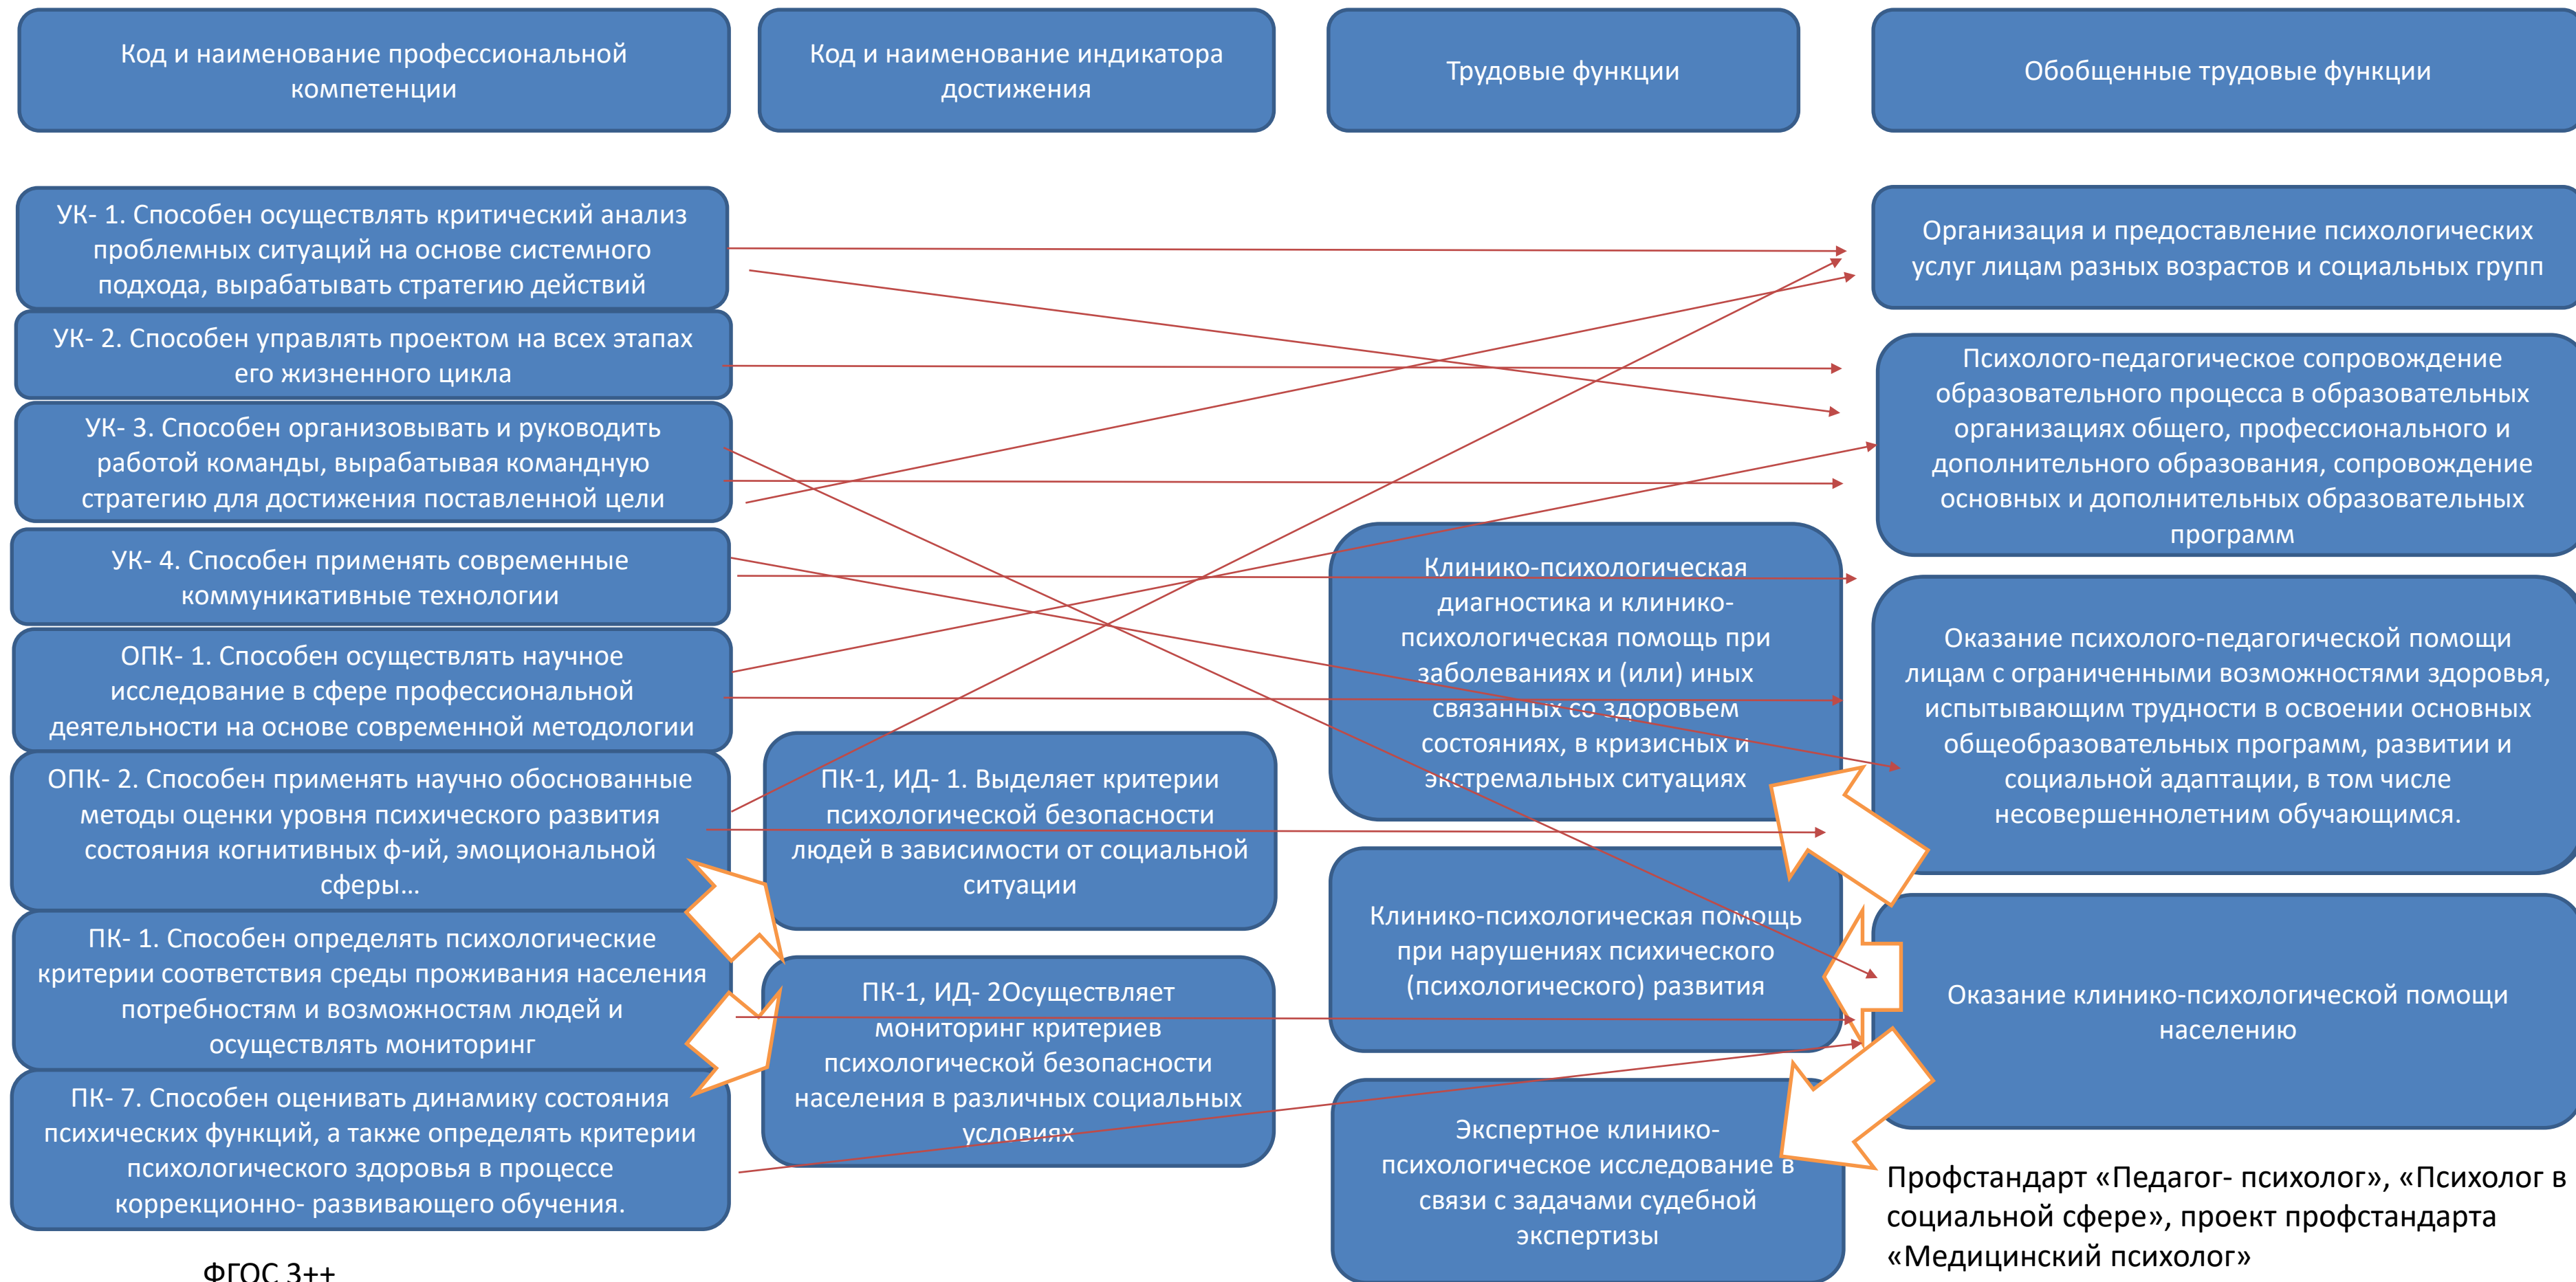 Код и наименование профессиональной
компетенции
Код и наименование индикатора
достижения
Трудовые функции
Обобщенные трудовые функции
УК- 1. Способен осуществлять критический анализ
проблемных ситуаций на основе системного
подхода, вырабатывать стратегию действий
УК- 2. Способен управлять проектом на всех этапах
его жизненного цикла
УК- 3. Способен организовывать и руководить
работой команды, вырабатывая командную
стратегию для достижения поставленной цели
УК- 4. Способен применять современные
коммуникативные технологии
ОПК- 1. Способен осуществлять научное
исследование в сфере профессиональной
деятельности на основе современной методологии
ОПК- 2. Способен применять научно обоснованные
методы оценки уровня психического развития
состояния когнитивных ф-ий, эмоциональной
сферы...
ПК- 1. Способен определять психологические
критерии соответствия среды проживания населения
потребностям и возможностям людей и
осуществлять мониторинг
ПК- 7. Способен оценивать динамику состояния
психических функций, а также определять критерии
психологического здоровья в процессе
коррекционно- развивающего обучения.
ФГОС 3++
ПК-1, ИД- 1. Выделяет критерии
психологической безопасности
людей в зависимости от социальной
ситуации
ПК-1, ИД- 2Осуществляет
мониторинг критериев
психологической безопасности
населения в различных социальных
условиях
Клинико-психологическая
диагностика и клинико-
психологическая помощь при
заболеваниях и (или) иных
связанных со здоровьем
состояниях, в кризисных и
экстремальных ситуациях
Клинико-психологическая помощь
при нарушениях психического
(психологического) развития
Экспертное клинико-
психологическое исследование в
связи с задачами судебной
экспертизы
Организация и предоставление психологических
услуг лицам разных возрастов и социальных групп
Психолого-педагогическое сопровождение
образовательного процесса в образовательных
организациях общего, профессионального и
дополнительного образования, сопровождение
основных и дополнительных образовательных
программ
Оказание психолого-педагогической помощи
лицам с ограниченными возможностями здоровья,
испытывающим трудности в освоении основных
общеобразовательных программ, развитии и
социальной адаптации, в том числе
несовершеннолетним обучающимся.
Оказание клинико-психологической помощи
населению
Профстандарт «Педагог- психолог», «Психолог в
социальной сфере», проект профстандарта
«Медицинский психолог»